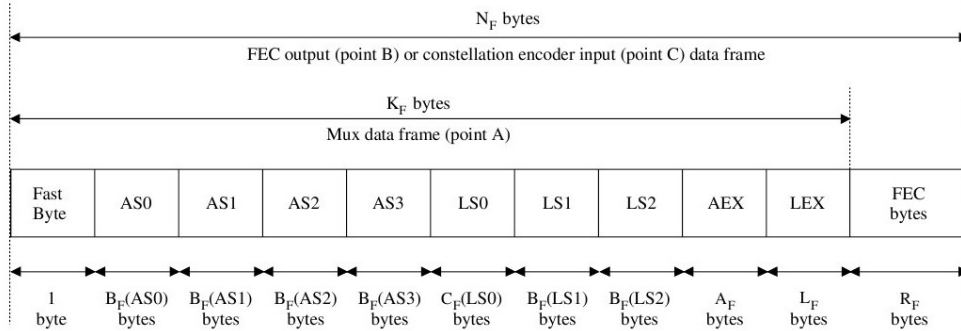 N_F bytes
FEC output (point B) or constellation encoder input (point C) data frame
K_F bytes
Mux data frame (point A)
Fast Byte
AS0
AS1
AS2
AS3
LS0
LS1
LS2
AEX
LEX
FEC bytes
1 byte
B_F(AS0) bytes
B_F(AS1) bytes
B_F(AS2) bytes
B_F(AS3) bytes
C_F(LS0) bytes
B_F(LS1) bytes
B_F(LS2) bytes
A_F bytes
L_F bytes
R_F bytes